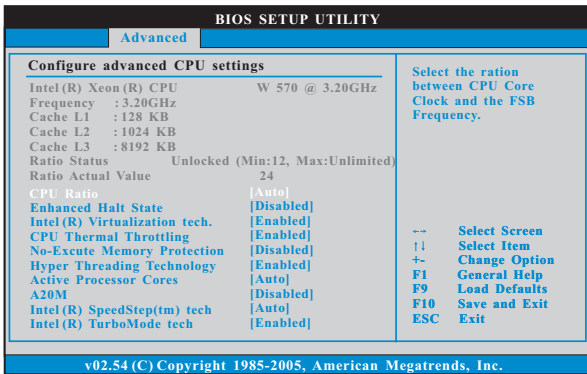 BIOS SETUP UTILITY
Advanced
Configure advanced CPU settings
Intel(R) Xeon(R) CPU W 570 @ 3.20GHz
Frequency : 3.20GHz
Cache L1 : 128 KB
Cache L2 : 1024 KB
Cache L3 : 8192 KB
Ratio Status Unlocked (Min:12, Max:Unlimited)
Ratio Actual Value 24
CPU Ratio [Auto]
Enhanced Halt State [Disabled]
Intel(R) Virtualization tech. [Enabled]
CPU Thermal Throttling [Enabled]
No-Excute Memory Protection [Disabled]
Hyper Threading Technology [Enabled]
Active Processor Cores [Auto]
A20M [Disabled]
Intel(R) SpeedStep(tm) tech [Auto]
Intel(R) TurboMode tech [Enabled]
Select the ration
between CPU Core
Clock and the FSB
Frequency.
←→ Select Screen
↑↓ Select Item
+- Change Option
F1 General Help
F9 Load Defaults
F10 Save and Exit
ESC Exit
v02.54 (C) Copyright 1985-2005, American Megatrends, Inc.